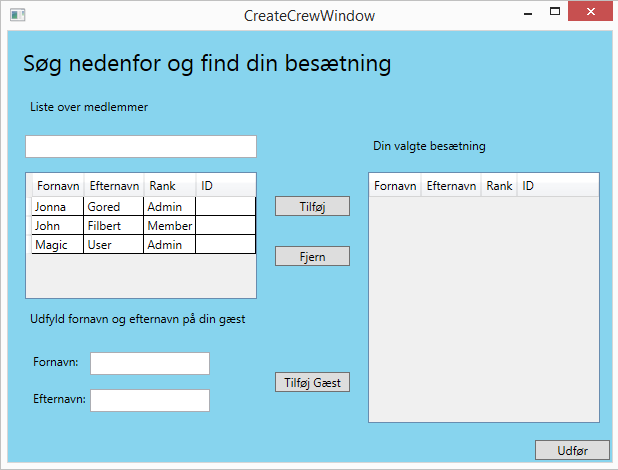 CreateCrewWindow
Søg nedenfor og find din besætning
Liste over medlemmer
Din valgte besætning
Fornavn Efternavn Rank ID
Jonna Gored Admin
John Filbert Member
Magic User Admin
Tilføj
Fjern
Fornavn Efternavn Rank ID
Udfyld fornavn og efternavn på din gæst
Fornavn:
Efternavn:
Tilføj Gæst
Udfør